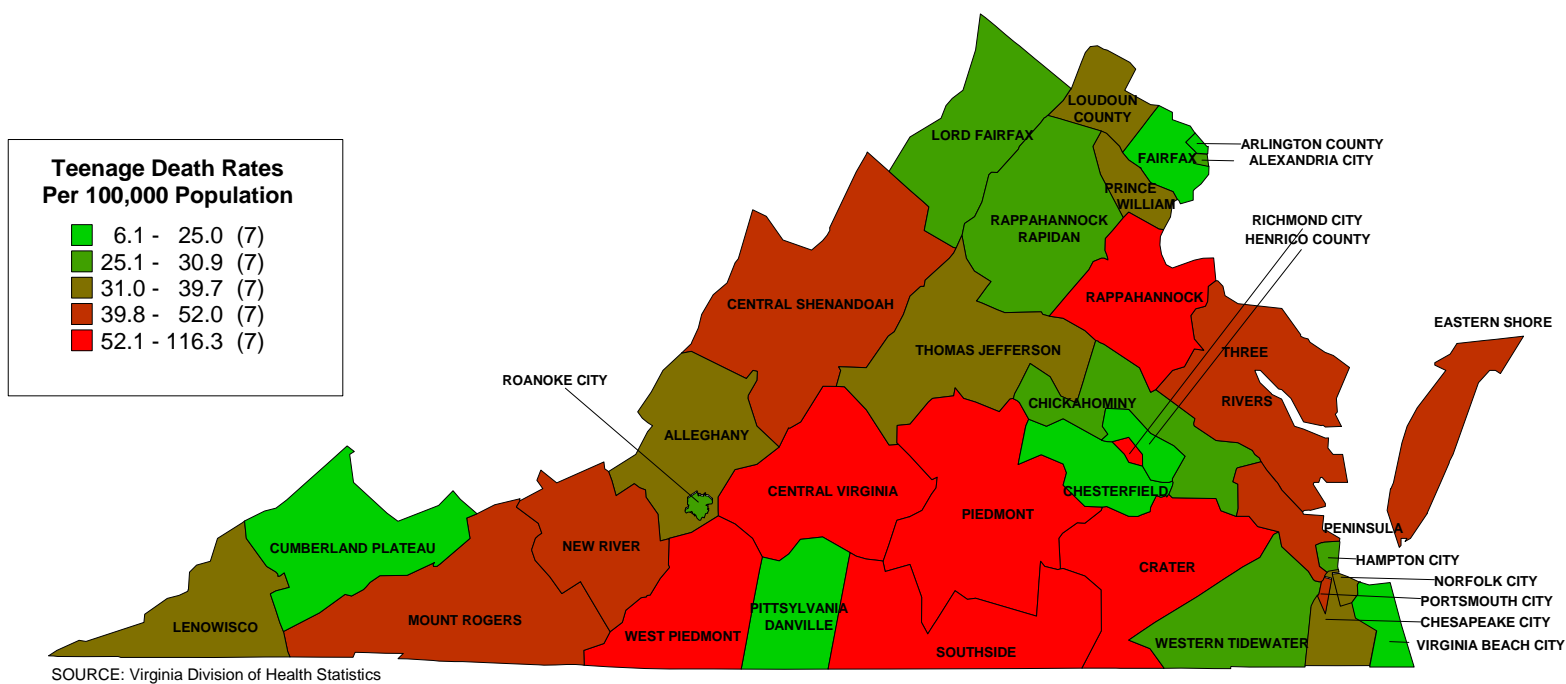 Teenage Death Rates
Per 100,000 Population
6.1 - 25.0 (7)
25.1 - 30.9 (7)
31.0 - 39.7 (7)
39.8 - 52.0 (7)
52.1 - 116.3 (7)
LOUDOUN
COUNTY
LORD FAIRFAX
ARLINGTON COUNTY
FAIRFAX
ALEXANDRIA CITY
PRINCE
WILLIAM
RAPPAHANNOCK
RAPIDAN
RICHMOND CITY
HENRICO COUNTY
CENTRAL SHENANDOAH
RAPPAHANNOCK
EASTERN SHORE
THOMAS JEFFERSON
THREE
RIVERS
ROANOKE CITY
CHICKAHOMINY
ALLEGHANY
CENTRAL VIRGINIA
CHESTERFIELD
PIEDMONT
PENINSULA
CUMBERLAND PLATEAU
NEW RIVER
HAMPTON CITY
CRATER
NORFOLK CITY
PORTSMOUTH CITY
CHESAPEAKE CITY
VIRGINIA BEACH CITY
LENOWISCO
MOUNT ROGERS
WEST PIEDMONT
PITTSYLVANIA
DANVILLE
SOUTHSIDE
WESTERN TIDEWATER
SOURCE: Virginia Division of Health Statistics